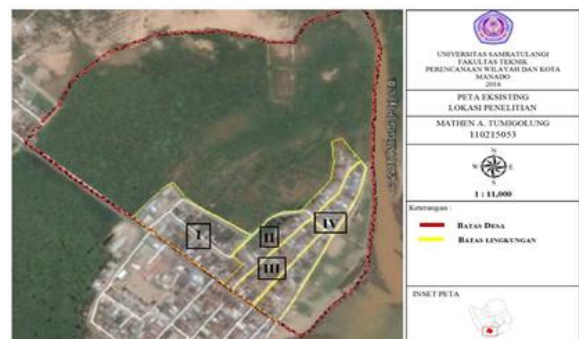 I
II
III
IV
UNIVERSITAS SAMRATULANGI
FAKULTAS TEKNIK
PERENCANAAN WILAYAH DAN KOTA
MANADO
2016
PETA EKSISTING
LOKASI PENELITIAN
MATHEN A. TUMIGOLUNG
110215053
N
W
E
S
1 : 11,000
Keterangan :
BATAS DESA
BATAS LINGKUNGAN
INSET PETA